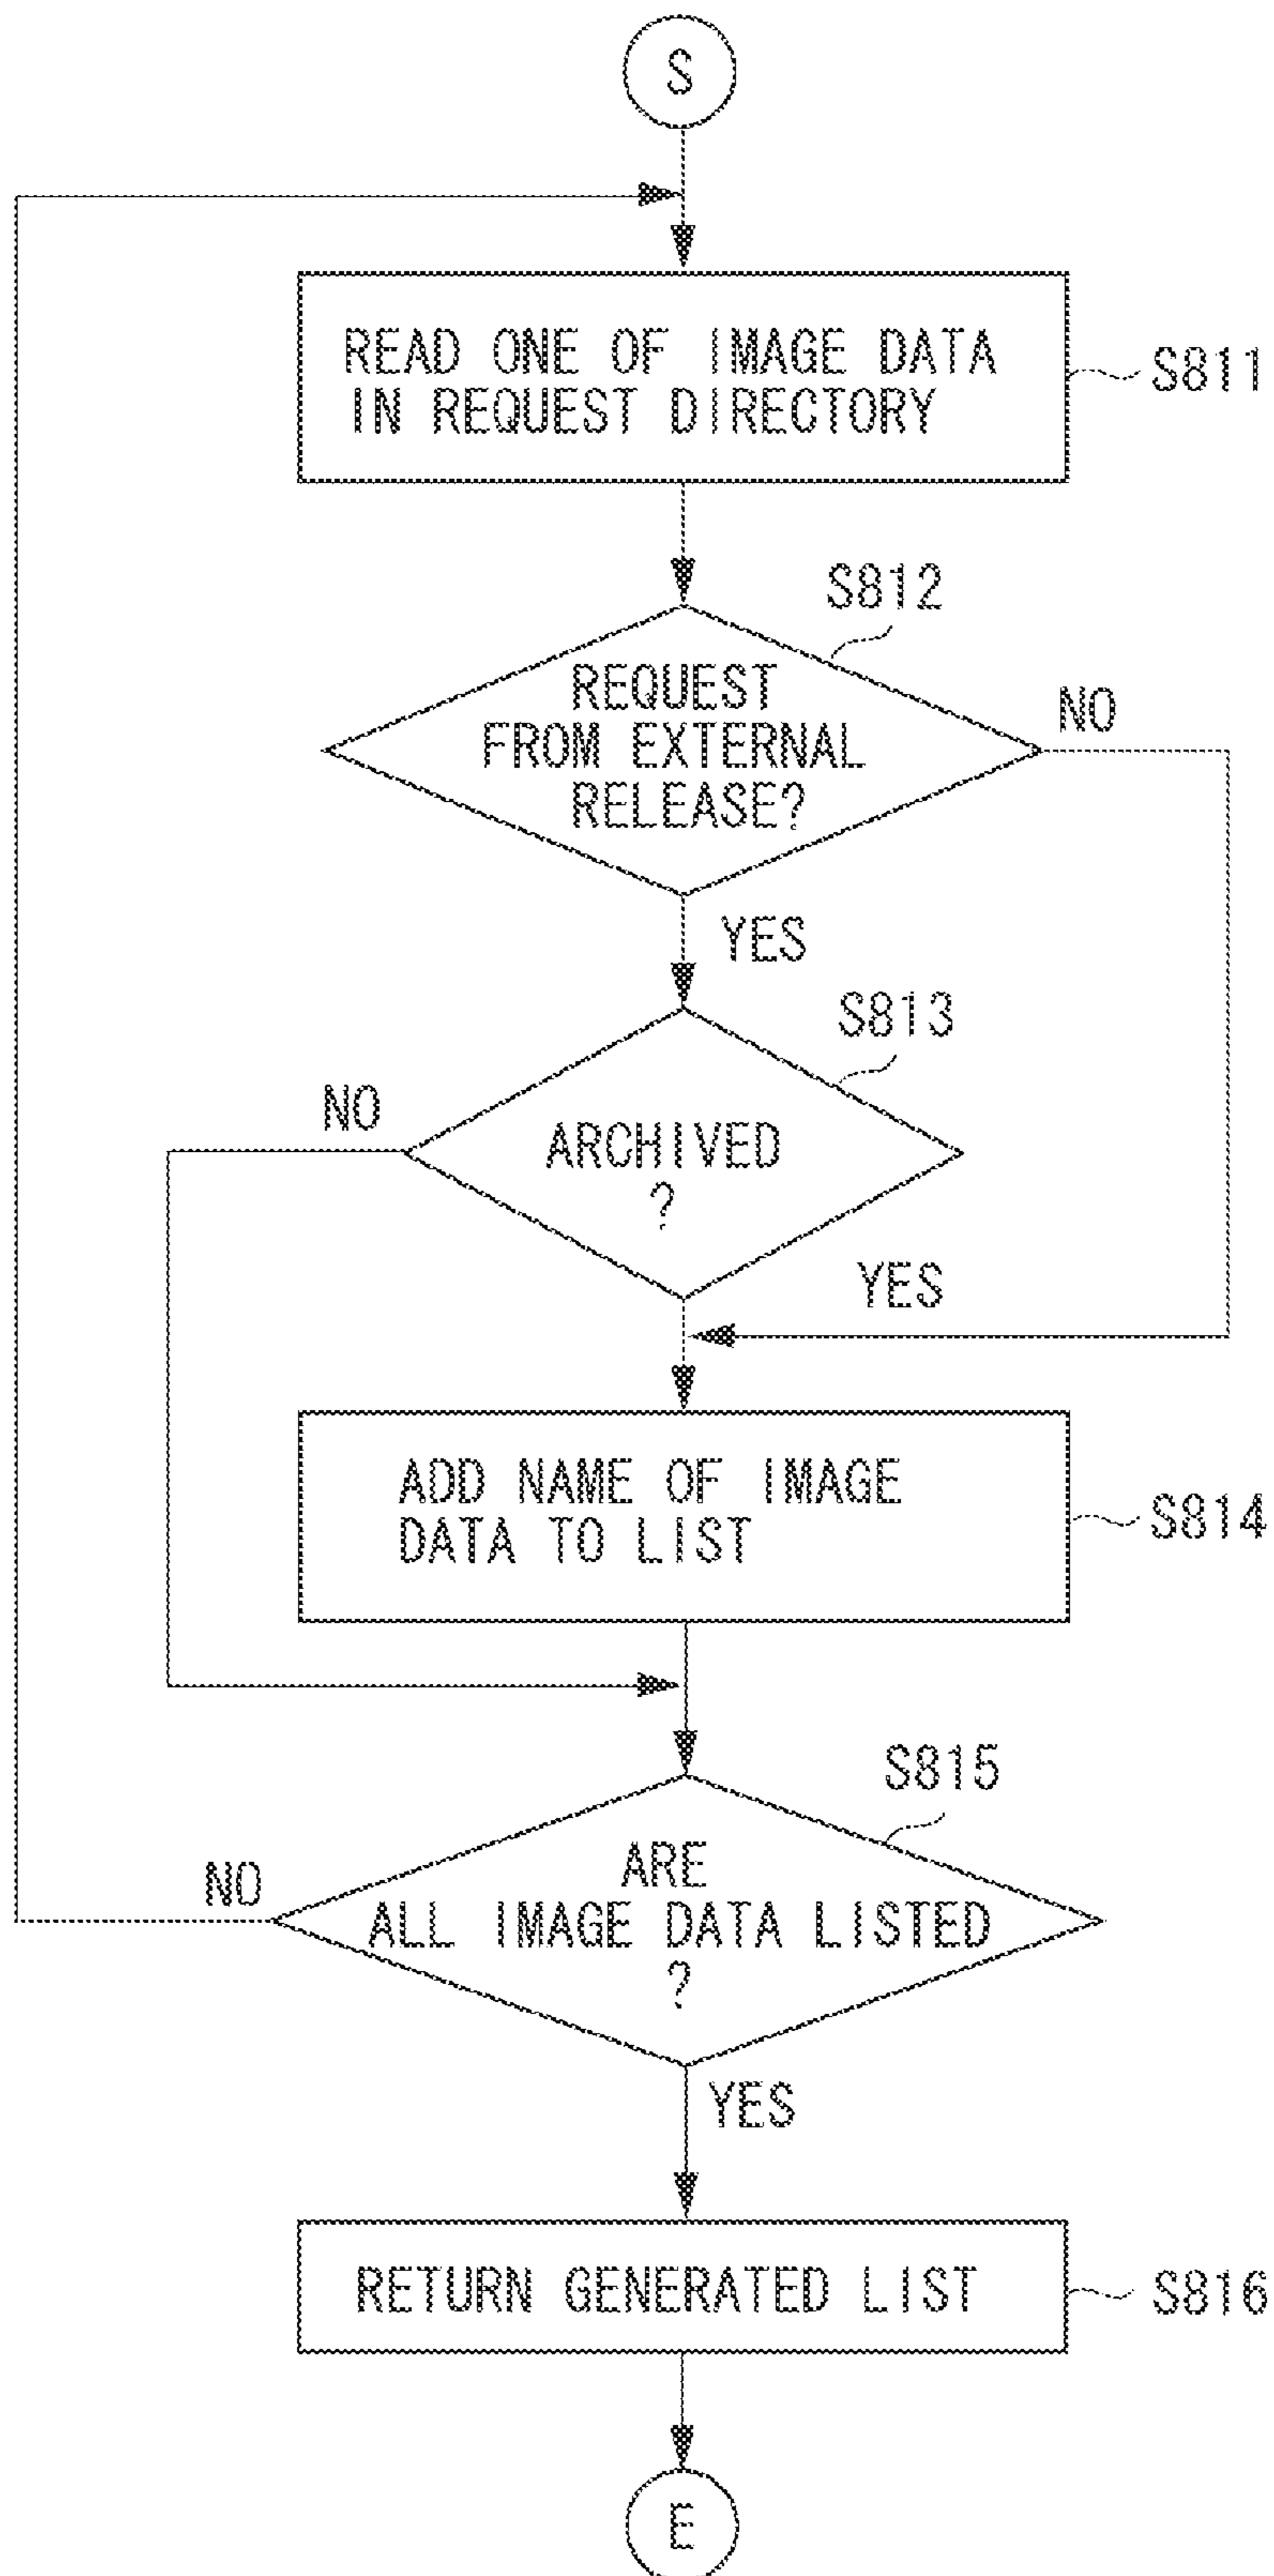 S
READ ONE OF IMAGE DATA
IN REQUEST DIRECTORY
S811
S812
REQUEST
FROM EXTERNAL
RELEASE?
NO
YES
S813
NO
ARCHIVED
?
YES
ADD NAME OF IMAGE
DATA TO LIST
S814
S815
NO
ARE
ALL IMAGE DATA LISTED
?
YES
RETURN GENERATED LIST
S816
E